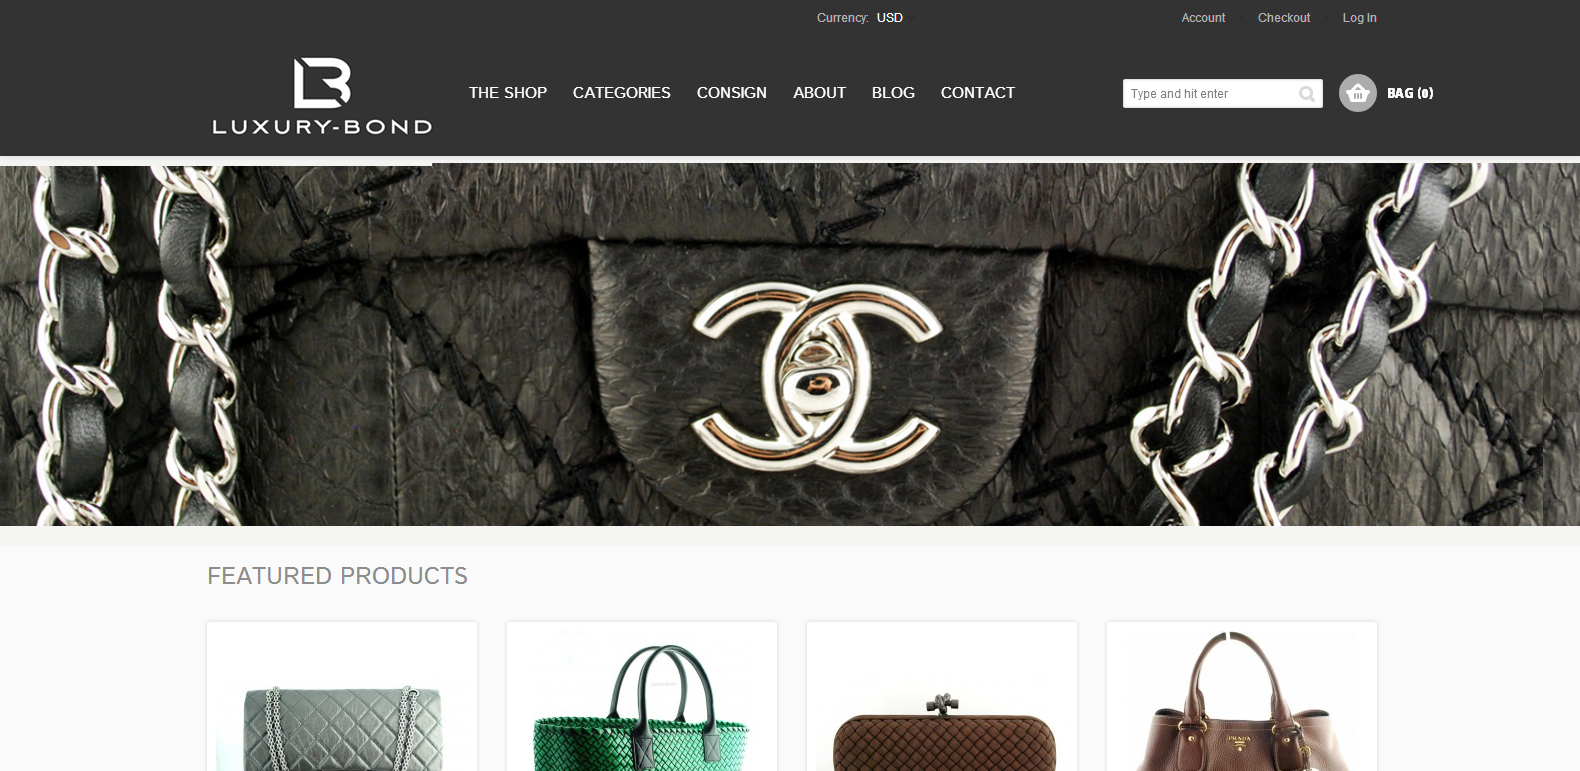 Currency: USD
Account
Checkout
Log In
LUXURY-BOND
THE SHOP
CATEGORIES
CONSIGN
ABOUT
BLOG
CONTACT
Type and hit enter
BAG (0)
FEATURED PRODUCTS
PRADA